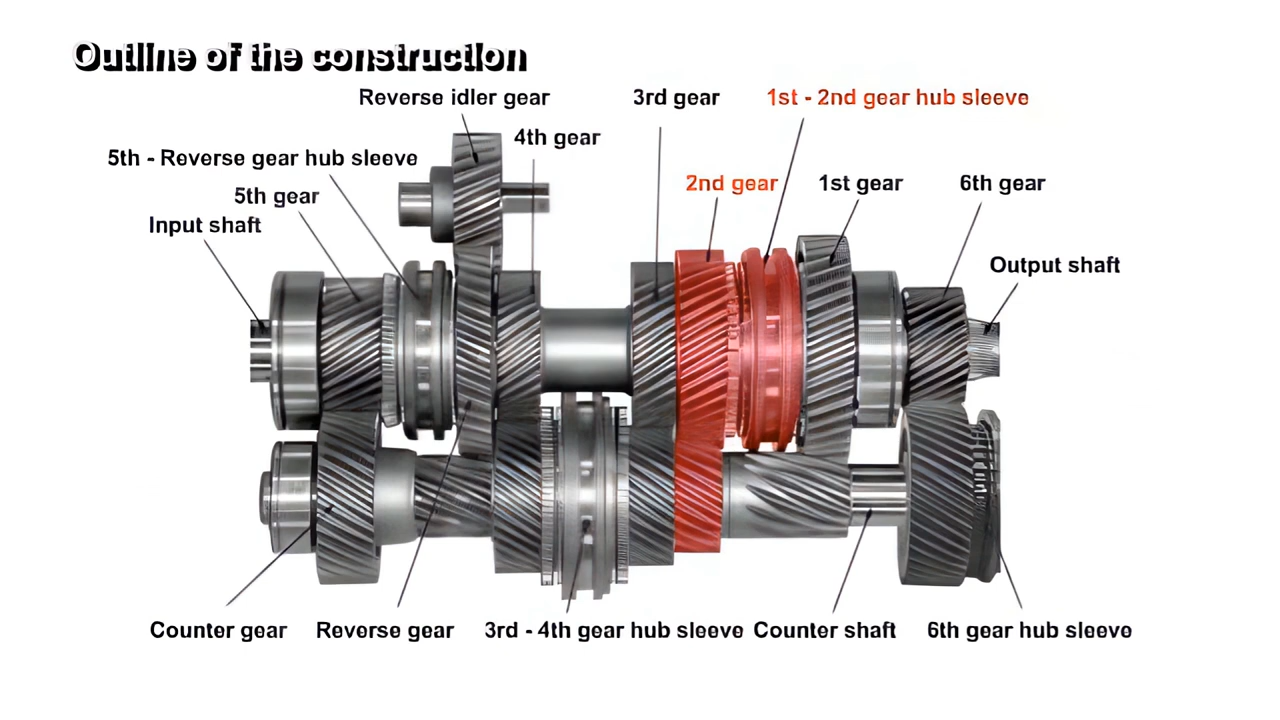 Outline of the construction
Reverse idler gear
3rd gear
1st - 2nd gear hub sleeve
4th gear
5th - Reverse gear hub sleeve
2nd gear
1st gear
6th gear
5th gear
Input shaft
Output shaft
Counter gear
Reverse gear
3rd - 4th gear hub sleeve
Counter shaft
6th gear hub sleeve